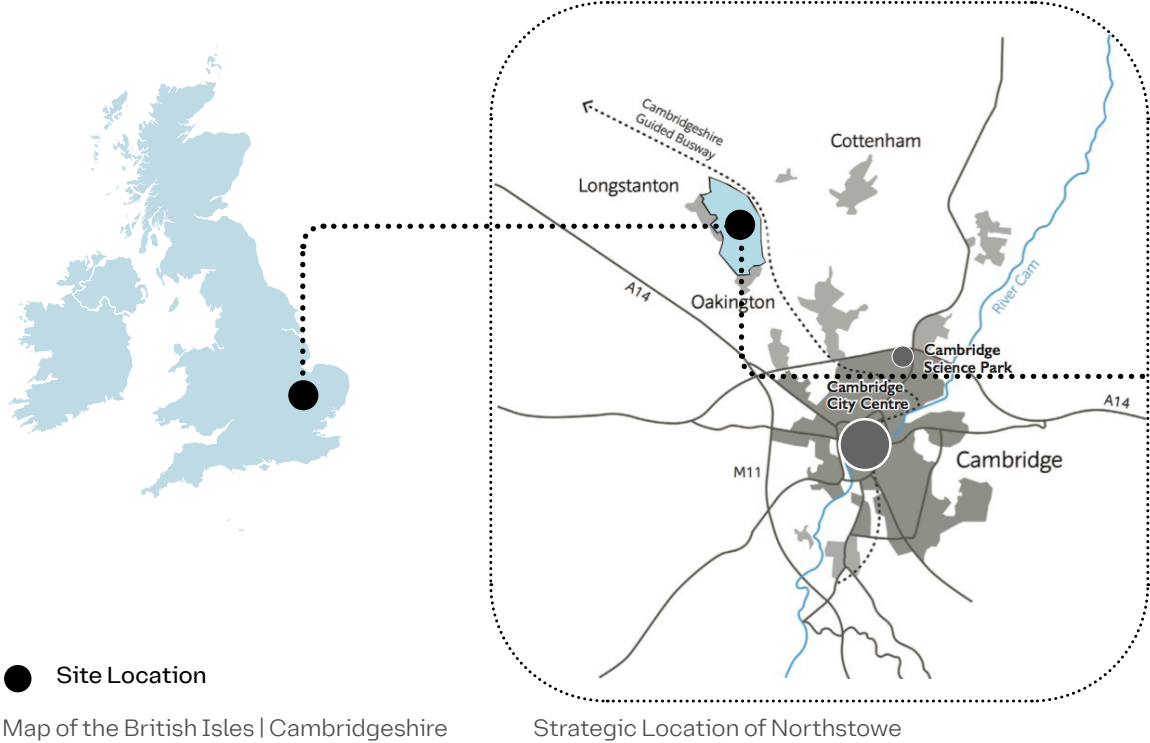 Cambridgeshire
Guided Busway
Cottenham
Longstanton
A14
Oakington
River Cam
Cambridge
Science Park
Cambridge
City Centre
A14
M11
Cambridge
Site Location
Map of the British Isles | Cambridgeshire
Strategic Location of Northstowe